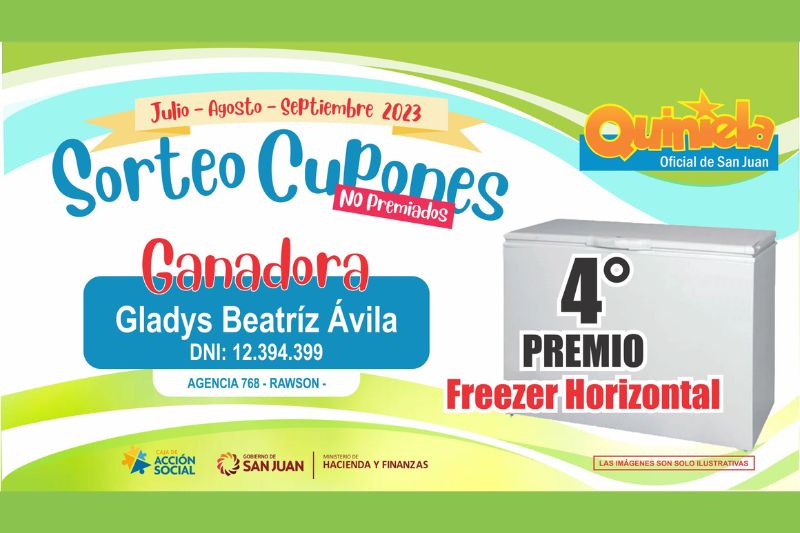 Julio - Agosto - Septiembre 2023
Sorteo Cupones
NO Premiados
Quiniela
Oficial de San Juan
Ganadora
Gladys Beatríz Ávila
DNI: 12.394.399
AGENCIA 768 - RAWSON -
4°
PREMIO
Freezer Horizontal
CAJA DE
ACCIÓN
SOCIAL
GOBIERNO DE
SAN JUAN
MINISTERIO DE
HACIENDA Y FINANZAS
LAS IMÁGENES SON SOLO ILUSTRATIVAS